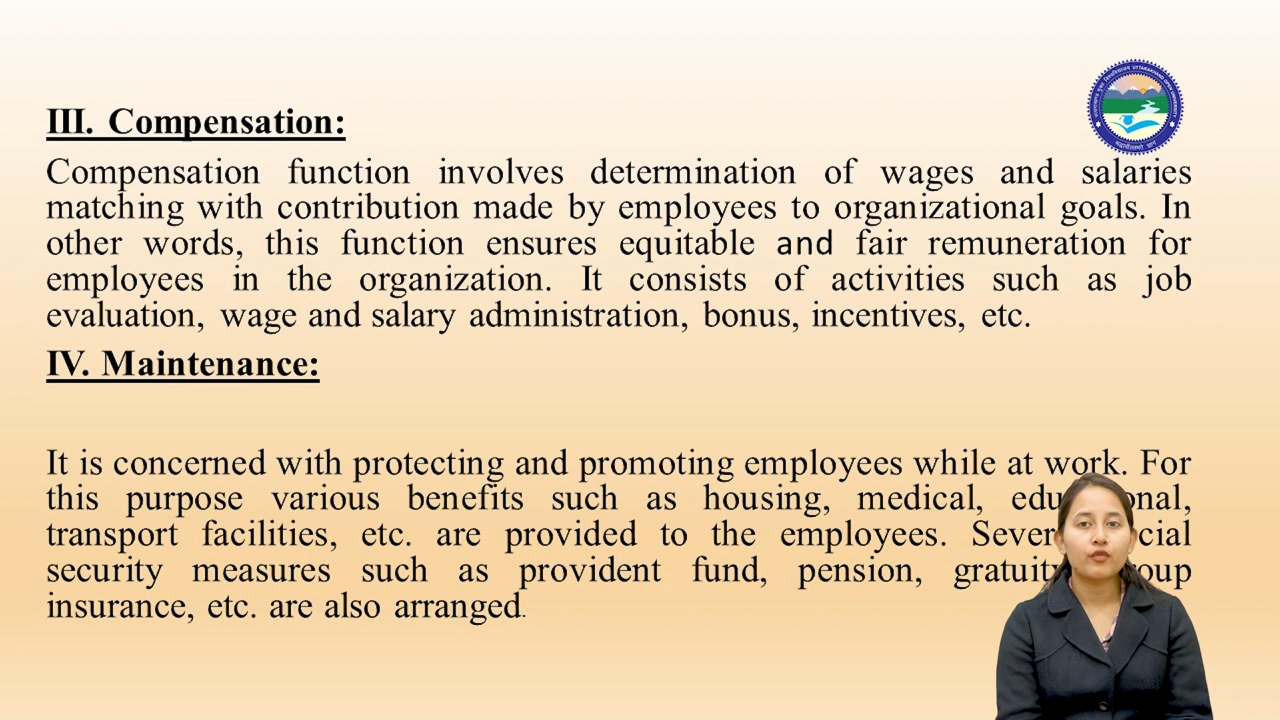 III. Compensation:
Compensation function involves determination of wages and salaries
matching with contribution made by employees to organizational goals. In
other words, this function ensures equitable and fair remuneration for
employees in the organization. It consists of activities such as job
evaluation, wage and salary administration, bonus, incentives, etc.
IV. Maintenance:
It is concerned with protecting and promoting employees while at work. For
this purpose various benefits such as housing, medical,
transport facilities, etc. are provided to the employees.
security measures such as provident fund, pension,
insurance, etc. are also arranged.
UTTARAKHAND OPEN UNIVERSITY